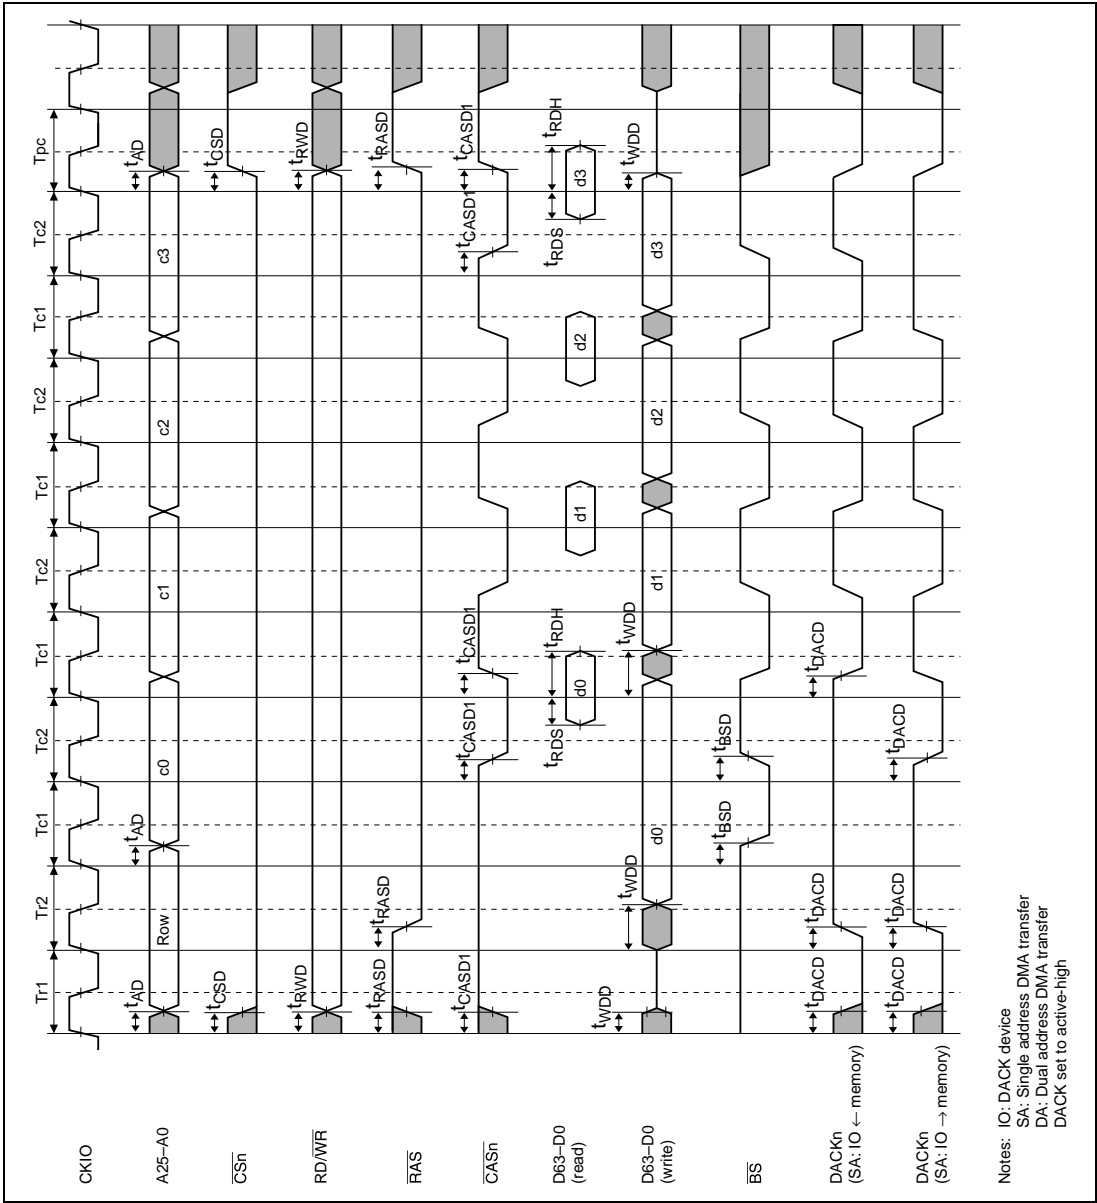 Tr1
Tr2
Tc1
Tc2
Tc1
Tc2
Tc1
Tc2
Tc1
Tc2
Tpc
CKIO
A25–A0
tAD
Row
tAD
c0
c1
c2
c3
tAD
CSn
tCSD
tCSD
RD/WR
tRWD
tRWD
RAS
tRASD
tRASD
tRASD
CASn
tCASD1
tCASD1
tCASD1
tCASD1
tCASD1
D63–D0
(read)
tRDS
d0
tRDH
d1
d2
tRDS
d3
tRDH
D63–D0
(write)
tWDD
tWDD
d0
tWDD
d1
d2
d3
tWDD
BS
tBSD
tBSD
DACKn
(SA: IO ← memory)
tDACD
tDACD
tDACD
DACKn
(SA: IO → memory)
tDACD
tDACD
tDACD
Notes: IO: DACK device
SA: Single address DMA transfer
DA: Dual address DMA transfer
DACK set to active-high